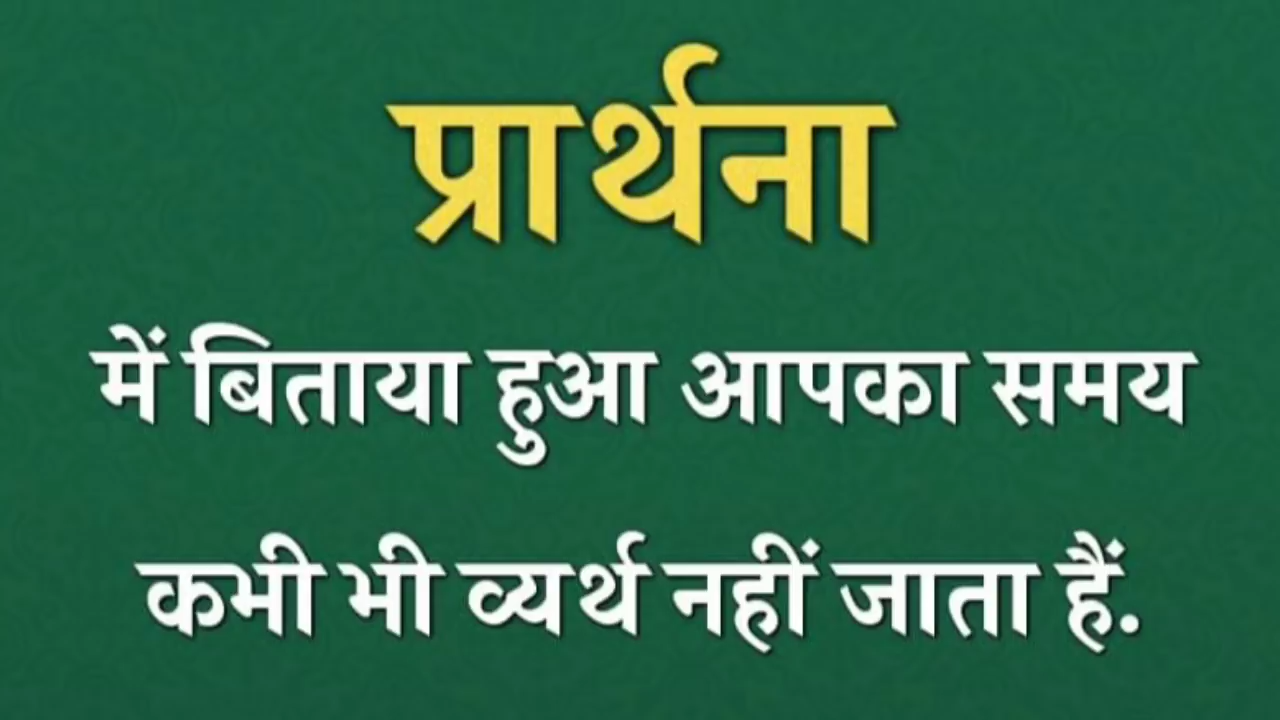 प्रार्थना
में बिताया हुआ आपका समय
कभी भी व्यर्थ नहीं जाता हैं.